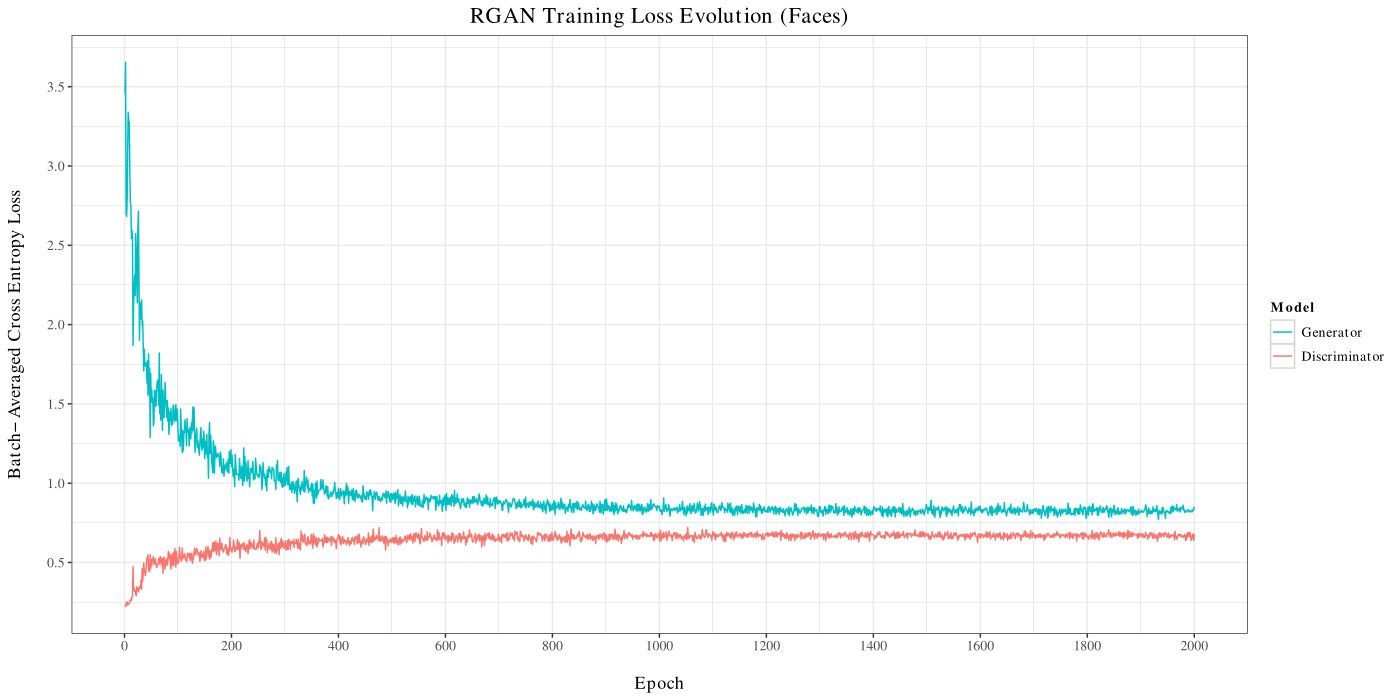 RGAN Training Loss Evolution (Faces)
Batch− Averaged Cross Entropy Loss
3.5
3.0
2.5
2.0
1.5
1.0
0.5
0 200 400 600 800 1000 1200 1400 1600 1800 2000
Epoch
Model
Generator
Discriminator